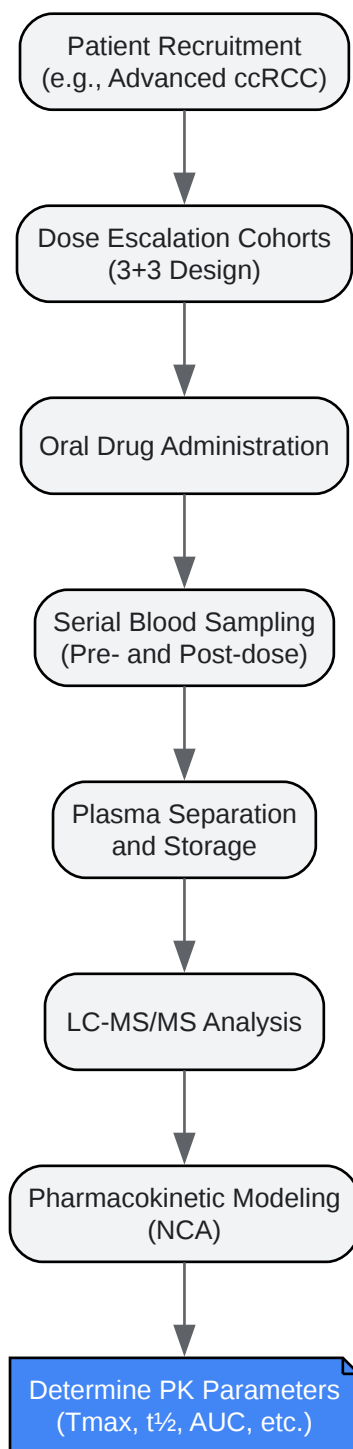 Patient Recruitment
(e.g., Advanced ccRCC)
Dose Escalation Cohorts
(3+3 Design)
Oral Drug Administration
Serial Blood Sampling
(Pre- and Post-dose)
Plasma Separation
and Storage
LC-MS/MS Analysis
Pharmacokinetic Modeling
(NCA)
Determine PK Parameters
(Tmax, t½, AUC, etc.)